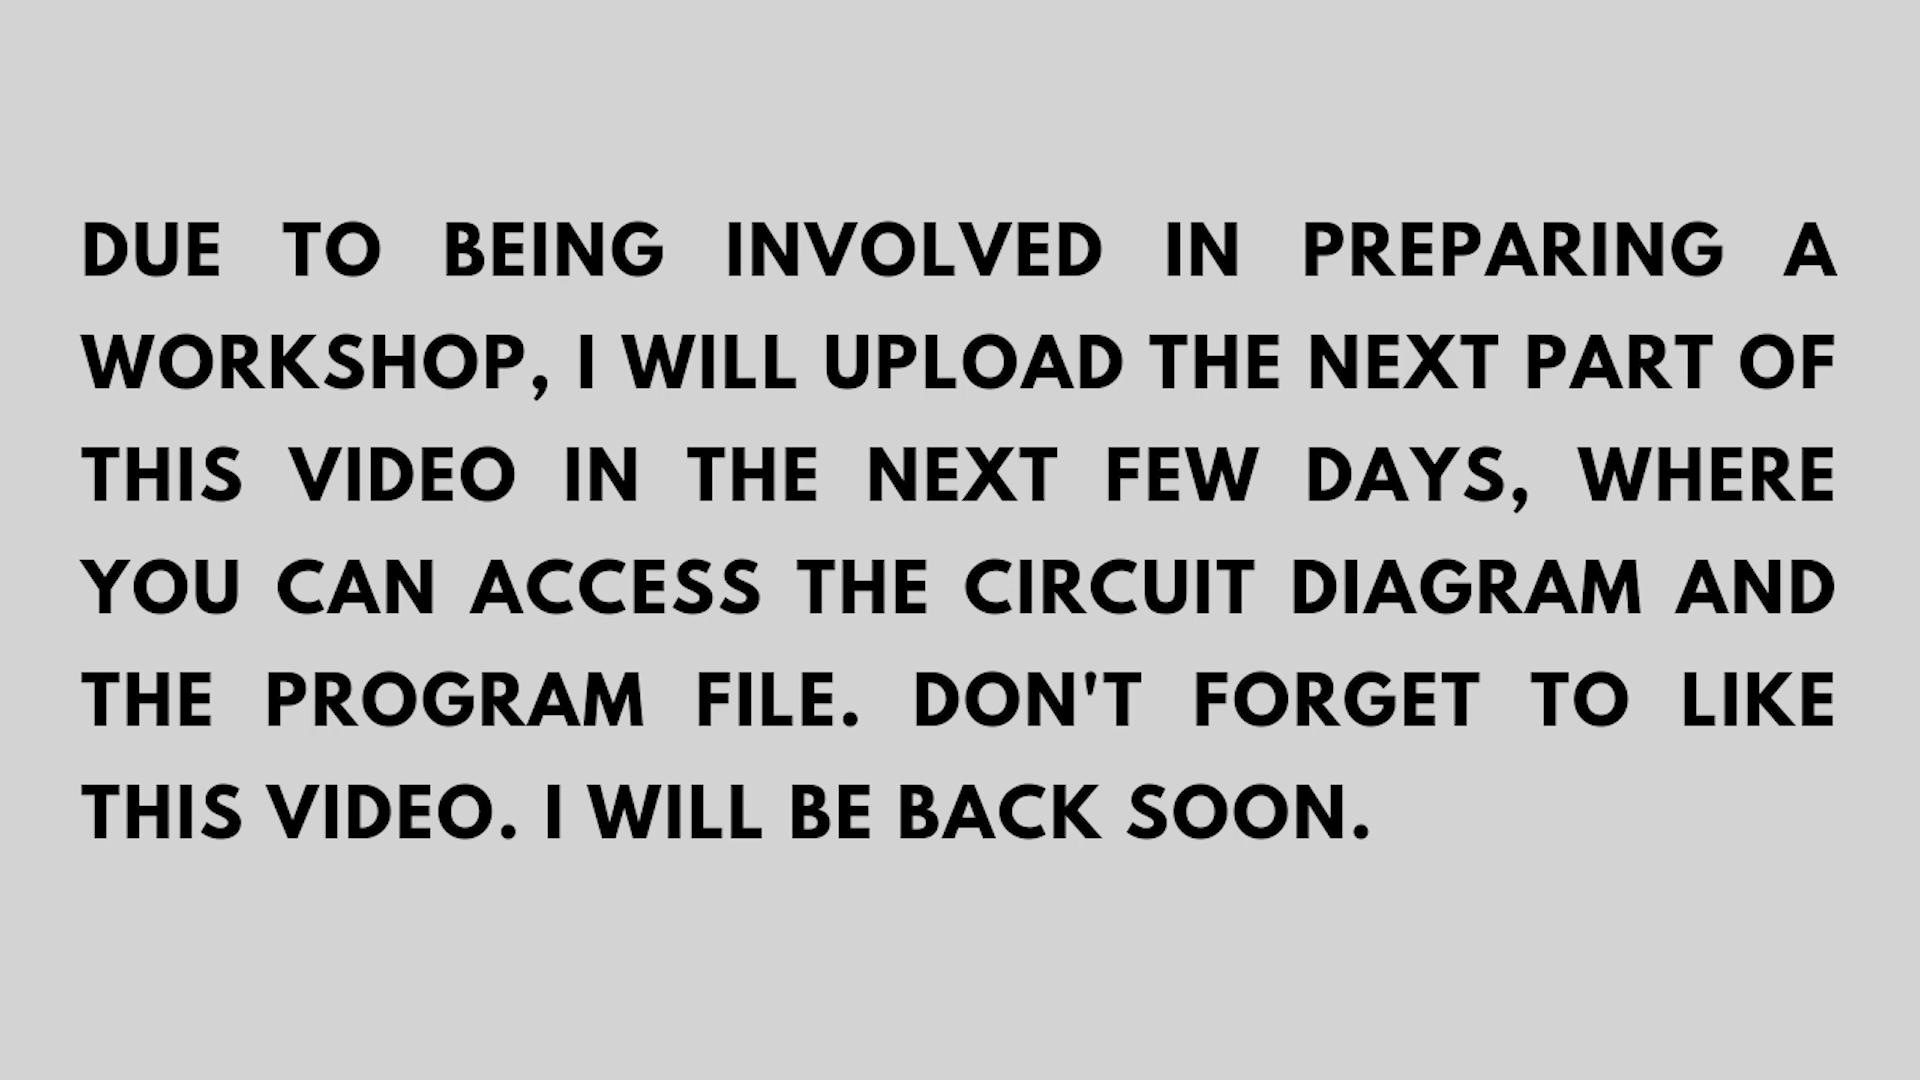 DUE TO BEING INVOLVED IN PREPARING A
WORKSHOP, I WILL UPLOAD THE NEXT PART OF
THIS VIDEO IN THE NEXT FEW DAYS, WHERE
YOU CAN ACCESS THE CIRCUIT DIAGRAM AND
THE PROGRAM FILE. DON'T FORGET TO LIKE
THIS VIDEO. I WILL BE BACK SOON.